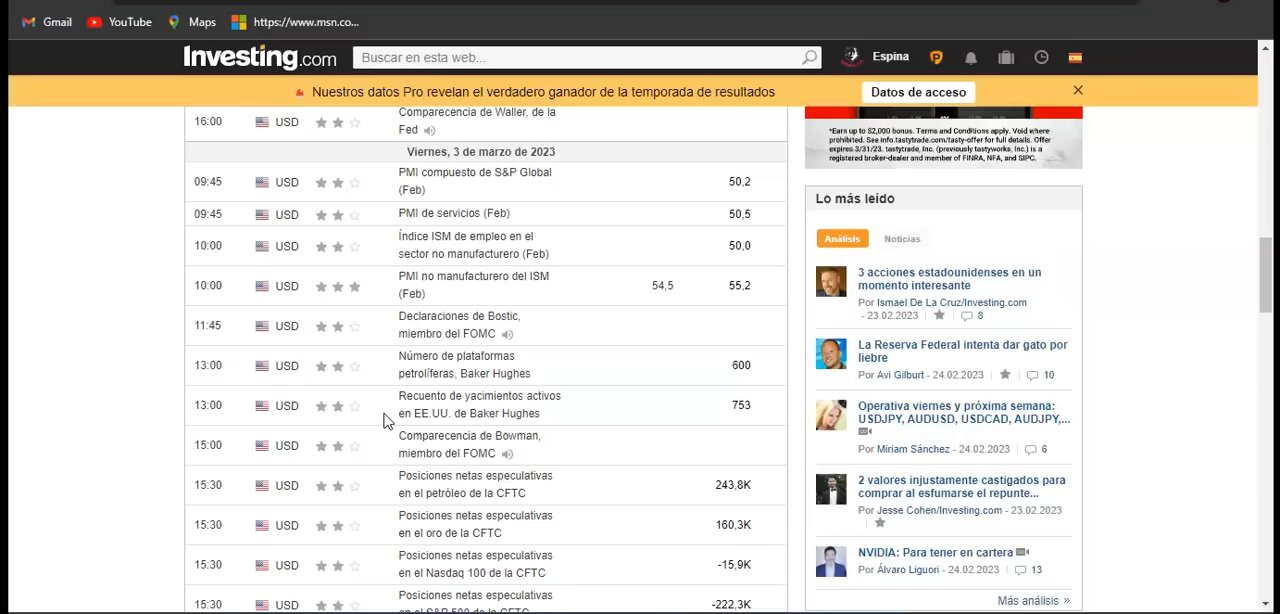 Gmail YouTube Maps https://www.msn.co...
Investing.com Buscar en esta web... Espina
Nuestros datos Pro revelan el verdadero ganador de la temporada de resultados Datos de acceso
16:00 USD Comparecencia de Waller, de la
Fed
Viernes, 3 de marzo de 2023
09:45 USD PMI compuesto de S&P Global
(Feb) 50,2
09:45 USD PMI de servicios (Feb) 50,5
10:00 USD Índice ISM de empleo en el
sector no manufacturero (Feb) 50,0
10:00 USD PMI no manufacturero del ISM
(Feb) 54,5 55,2
11:45 USD Declaraciones de Bostic,
miembro del FOMC
13:00 USD Número de plataformas
petrolíferas, Baker Hughes 600
13:00 USD Recuento de yacimientos activos
en EE.UU. de Baker Hughes 753
15:00 USD Comparecencia de Bowman,
miembro del FOMC
15:30 USD Posiciones netas especulativas
en el petróleo de la CFTC 243,8K
15:30 USD Posiciones netas especulativas
en el oro de la CFTC 160,3K
15:30 USD Posiciones netas especulativas
en el Nasdaq 100 de la CFTC -15,9K
15:30 USD Posiciones netas especulativas
en el S&P 500 de la CFTC -222,3K
*Earn up to $2,000 bonus. Terms and Conditions apply. Void where
prohibited. See info.tastytrade.com/tasty-offer for full details. Offer
expires 3/31/23. tastytrade, Inc. (previously tastyworks, Inc.) is a
registered broker-dealer and member of FINRA, NFA, and SIPC.
Lo más leído
Análisis Noticias
3 acciones estadounidenses en un
momento interesante
Por Ismael De La Cruz/Investing.com
- 23.02.2023 8
La Reserva Federal intenta dar gato por
liebre
Por Avi Gilburt - 24.02.2023 10
Operativa viernes y próxima semana:
USDJPY, AUDUSD, USDCAD, AUDJPY,...
Por Miriam Sánchez - 24.02.2023 6
2 valores injustamente castigados para
comprar al esfumarse el repunte...
Por Jesse Cohen/Investing.com - 23.02.2023
NVIDIA: Para tener en cartera
Por Álvaro Liguori - 24.02.2023 13
Más análisis »